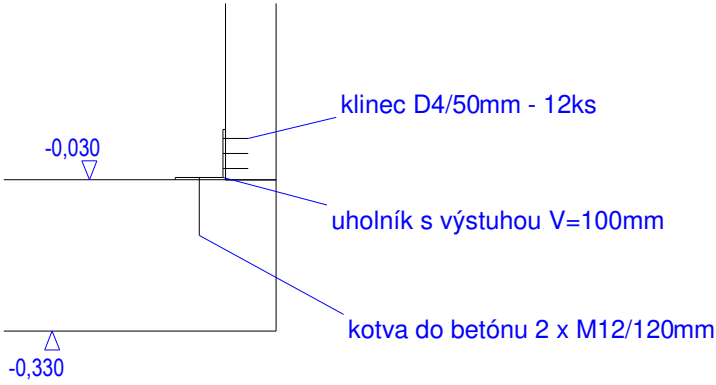 klinec D4/50mm - 12ks
-0,030
uholník s výstuhou V=100mm
kotva do betónu 2 x M12/120mm
-0,330